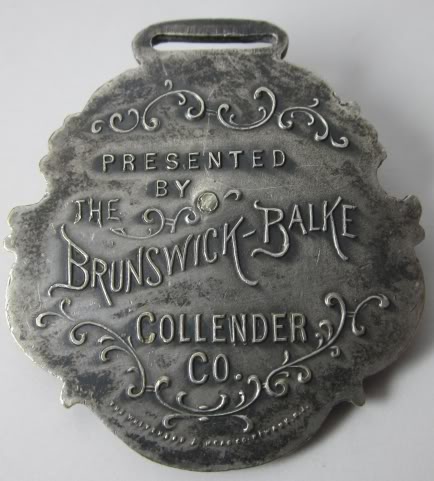 PRESENTED
BY
THE
BRUNSWICK-BALKE
COLLENDER
CO.